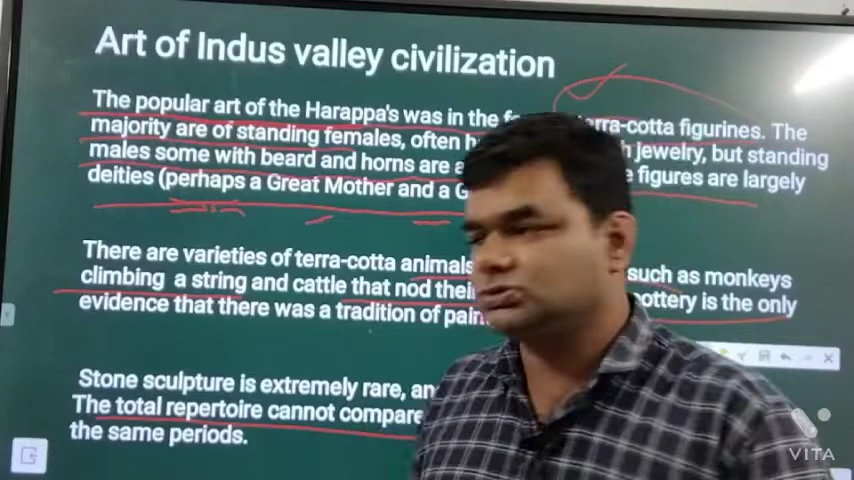 Art of Indus valley civilization
The popular art of the Harappa's was in the terra-cotta figurines. The
majority are of standing females, often jewelry, but standing
males some with beard and horns are figures are largely
deities (perhaps a Great Mother and a
There are varieties of terra-cotta animals such as monkeys
climbing a string and cattle that nod their pottery is the only
evidence that there was a tradition of
Stone sculpture is extremely rare,
The total repertoire cannot compare
the same periods.
VITA